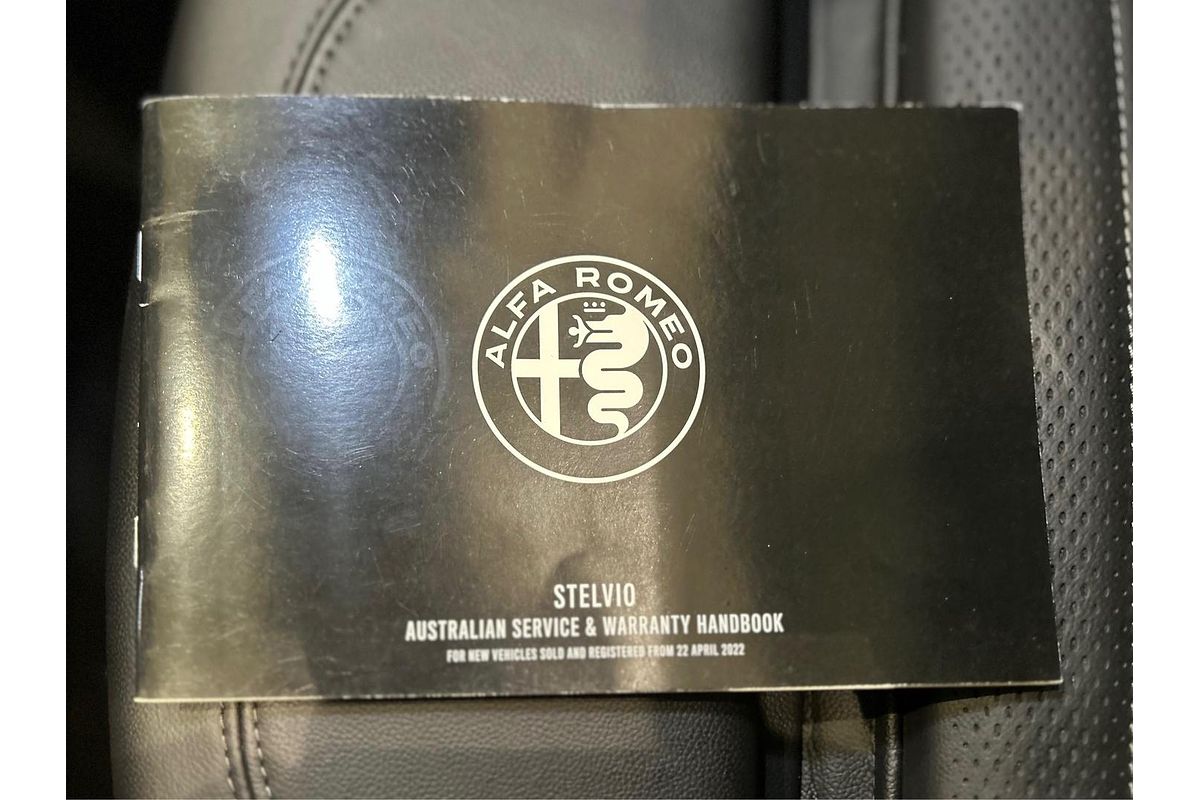 ALFA ROMEO
STELVIO
AUSTRALIAN SERVICE & WARRANTY HANDBOOK
FOR NEW VEHICLES SOLD AND REGISTERED FROM 22 APRIL 2022